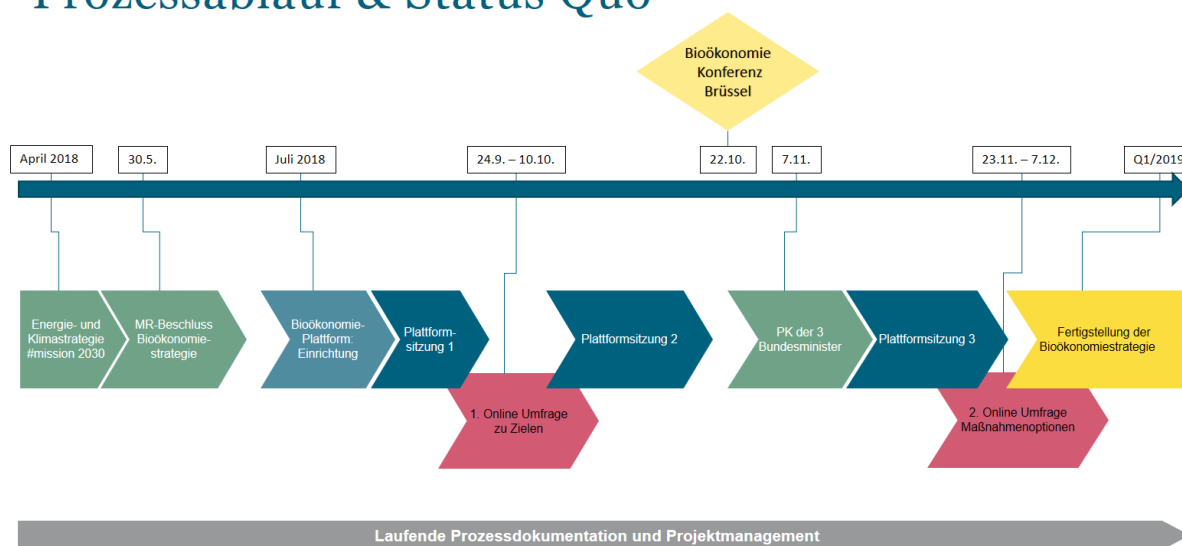 Prozessablauf & Status Quo
Bioökonomie
Konferenz
Brüssel
April 2018
30.5.
Juli 2018
24.9. – 10.10.
22.10.
7.11.
23.11. – 7.12.
Q1/2019
Energie- und
Klimastrategie
#mission 2030
MR-Beschluss
Bioökonomie-
strategie
Bioökonomie-
Plattform:
Einrichtung
Plattform-
sitzung 1
Plattformsitzung 2
PK der 3
Bundesminister
Plattformsitzung 3
Fertigstellung der
Bioökonomiestrategie
1. Online Umfrage
zu Zielen
2. Online Umfrage
Maßnahmenoptionen
Laufende Prozessdokumentation und Projektmanagement